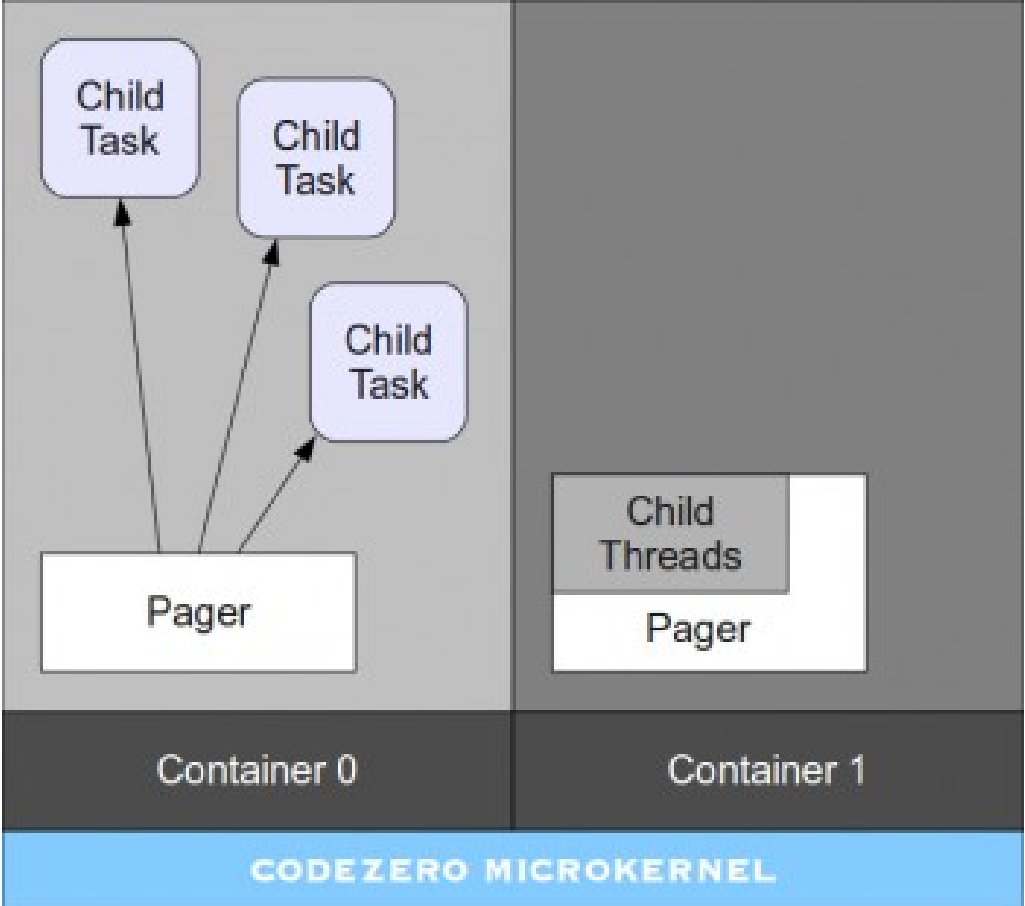 Child
Task
Child
Task
Child
Task
Pager
Child
Threads
Pager
Container 0
Container 1
CODEZERO MICROKERNEL